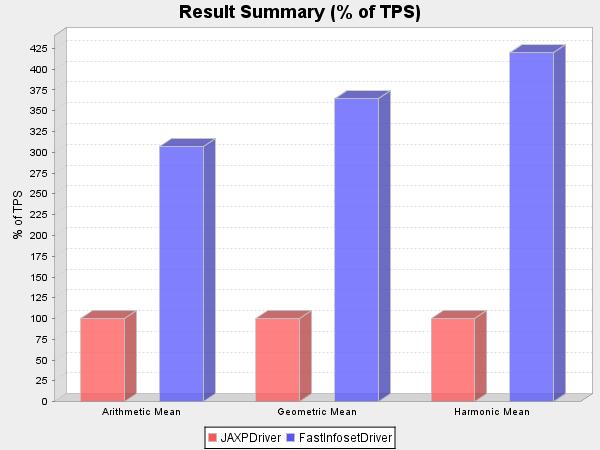 Result Summary (% of TPS)
425
400
375
350
325
300
275
250
225
200
175
150
125
100
75
50
25
0
% of TPS
Arithmetic Mean
Geometric Mean
Harmonic Mean
JAXPDriver
FastInfosetDriver